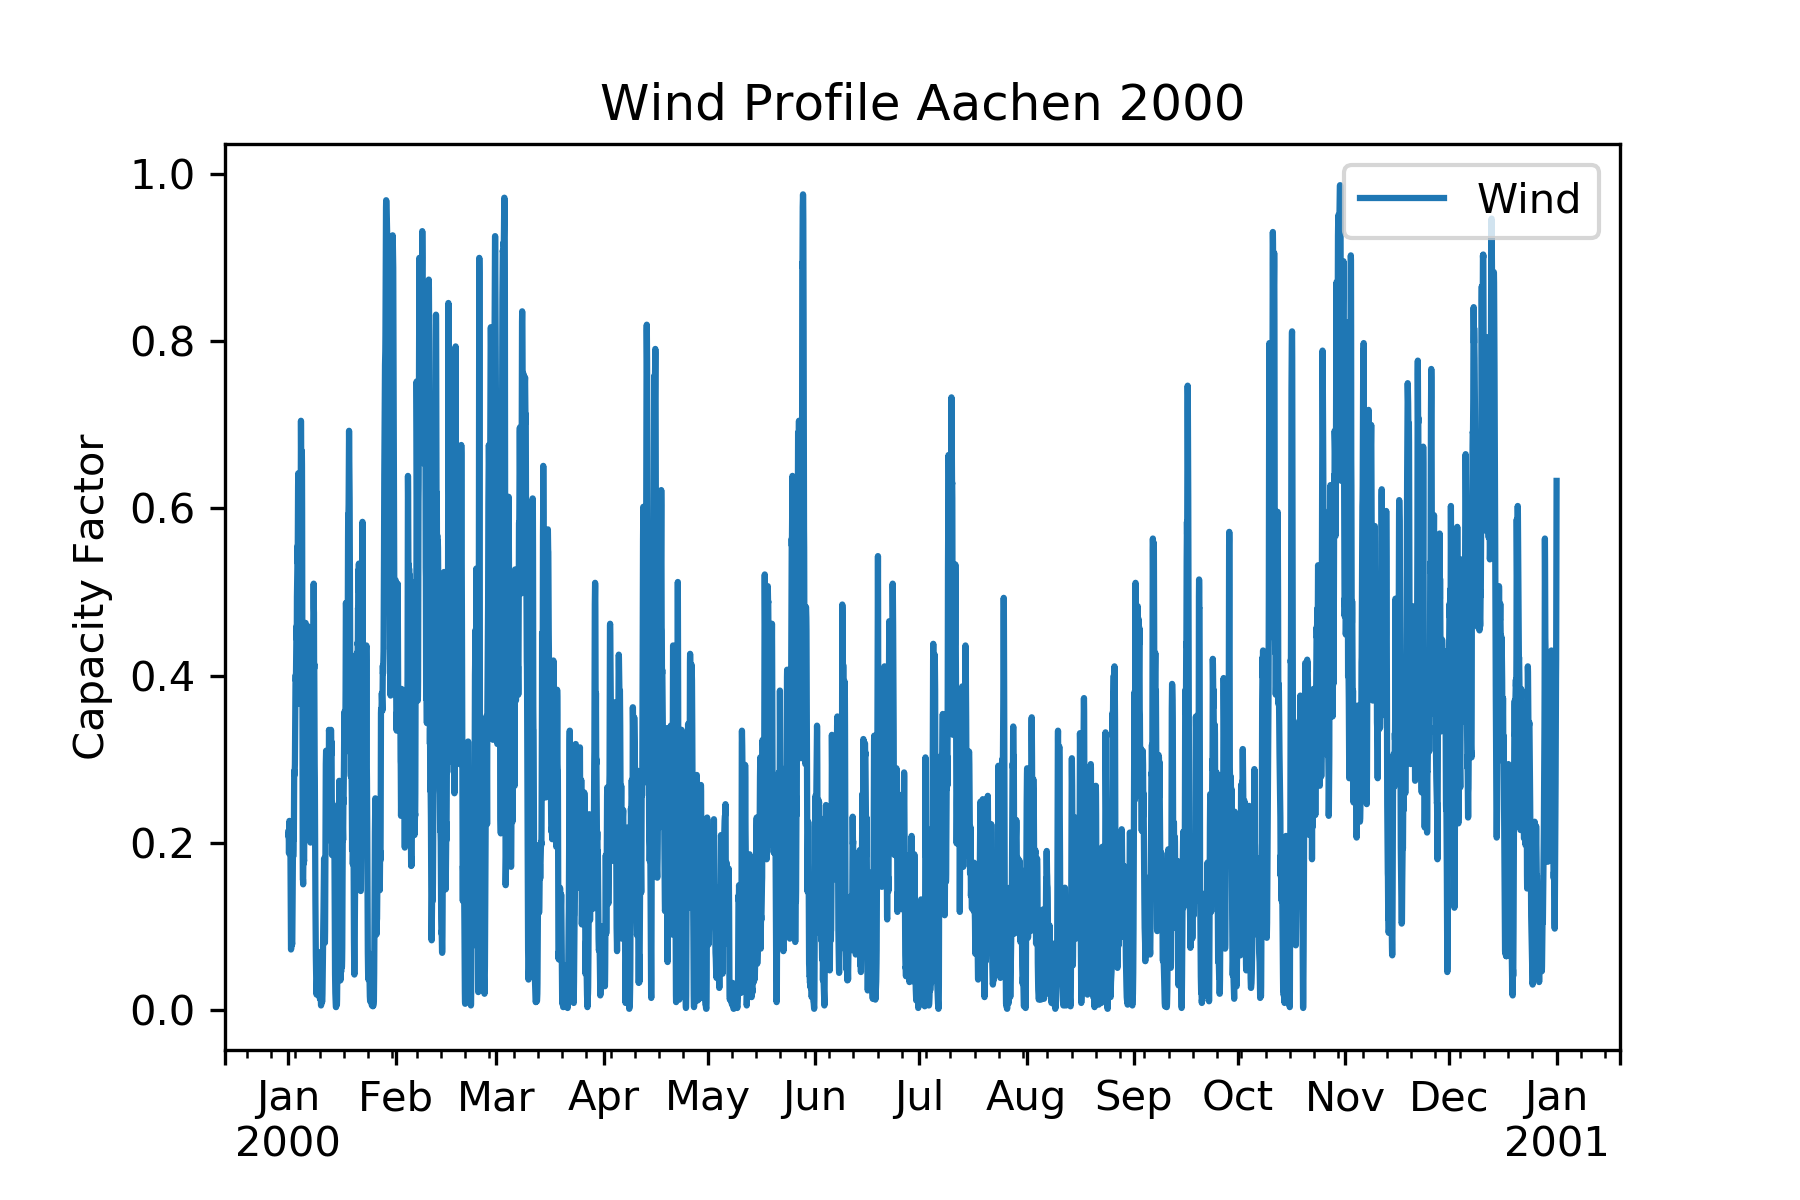 Wind Profile Aachen 2000
Wind
1.0
0.8
0.6
0.4
0.2
0.0
Capacity Factor
Jan Feb Mar Apr May Jun Jul Aug Sep Oct Nov Dec Jan
2000 2001